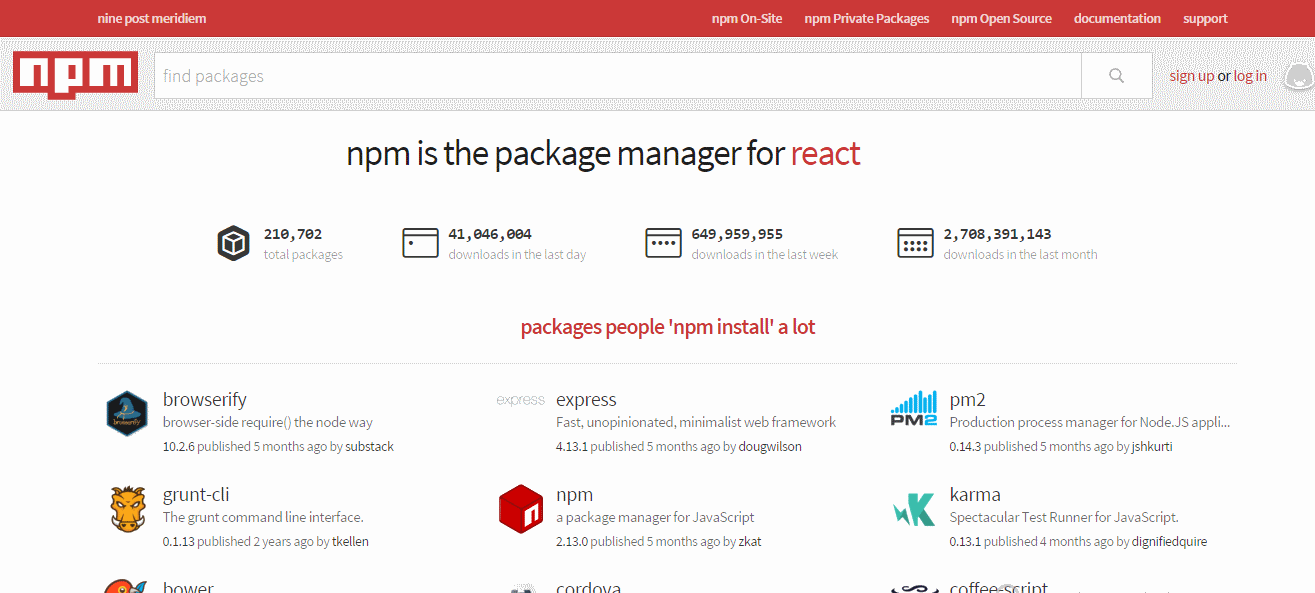 nine post meridiem
npm On-Site npm Private Packages npm Open Source documentation support
npm
find packages
sign up or log in
npm is the package manager for react
210,702
total packages
41,046,004
downloads in the last day
649,959,955
downloads in the last week
2,708,391,143
downloads in the last month
packages people 'npm install' a lot
browserify
browserify
browser-side require() the node way
10.2.6 published 5 months ago by substack
express
express
Fast, unopinionated, minimalist web framework
4.13.1 published 5 months ago by dougwilson
PM2
pm2
Production process manager for Node.JS appli...
0.14.3 published 5 months ago by jshkurti
grunt-cli
The grunt command line interface.
0.1.13 published 2 years ago by tkellen
n
npm
a package manager for JavaScript
2.13.0 published 5 months ago by zkat
K
karma
Spectacular Test Runner for JavaScript.
0.13.1 published 4 months ago by dignifiedquire
bower
cordova
coffee-script